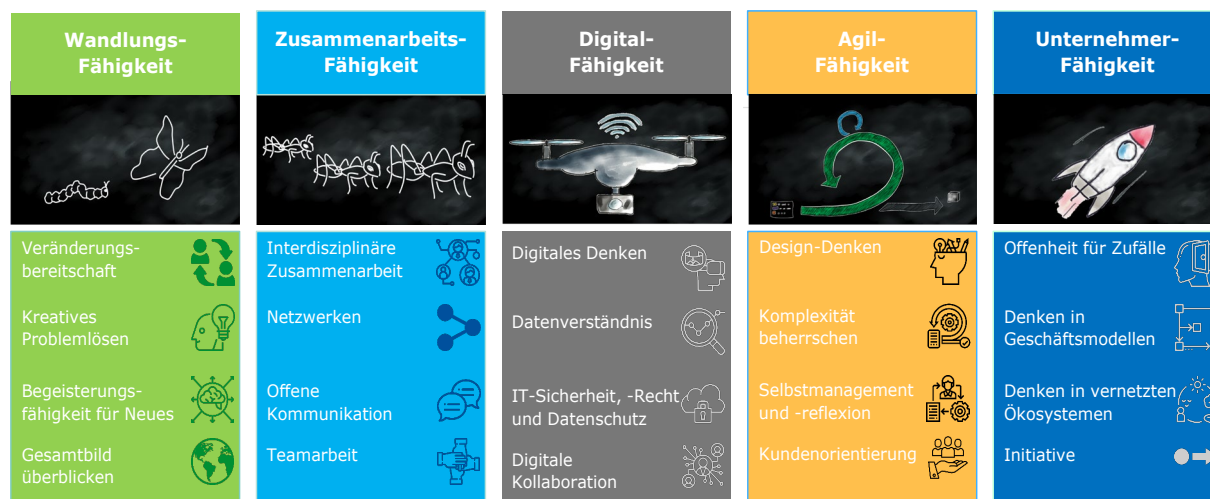 Wandlungs-
Fähigkeit
Zusammenarbeits-
Fähigkeit
Digital-
Fähigkeit
Agil-
Fähigkeit
Unternehmer-
Fähigkeit
Veränderungs-
bereitschaft
Kreatives
Problemlösen
Begeisterungs-
fähigkeit für Neues
Gesamtbild
überblicken
Interdisziplinäre
Zusammenarbeit
Netzwerken
Offene
Kommunikation
Teamarbeit
Digitales Denken
Datenverständnis
IT-Sicherheit, -Recht
und Datenschutz
Digitale
Kollaboration
Design-Denken
Komplexität
beherrschen
Selbstmanagement
und -reflexion
Kundenorientierung
Offenheit für Zufälle
Denken in
Geschäftsmodellen
Denken in vernetzten
Ökosystemen
Initiative